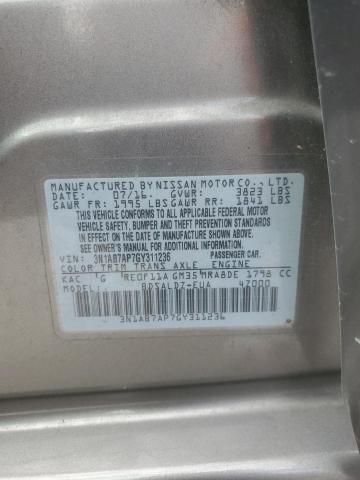 MANUFACTURED BY NISSAN MOTOR CO., LTD.
DATE: 07/16. GVWR: 3823 LBS
GAWR FR: 1995 LBS GAWR RR: 1841 LBS
THIS VEHICLE CONFORMS TO ALL APPLICABLE FEDERAL MOTOR
VEHICLE SAFETY, BUMPER AND THEFT PREVENTION STANDARDS
IN EFFECT ON THE DATE OF MANUFACTURE SHOWN ABOVE.
SEE OWNER'S MANUAL FOR ADDITIONAL INFORMATION
VIN: 3N1AB7AP7GY311236 PASSENGER CAR.
COLOR TRIM TRANS AXLE ENGINE
KAC G RE0F11A GM35 MRA8DE 1798 CC
BDSALDZ-EUA 4Z000
3N1AB7AP7GY311236